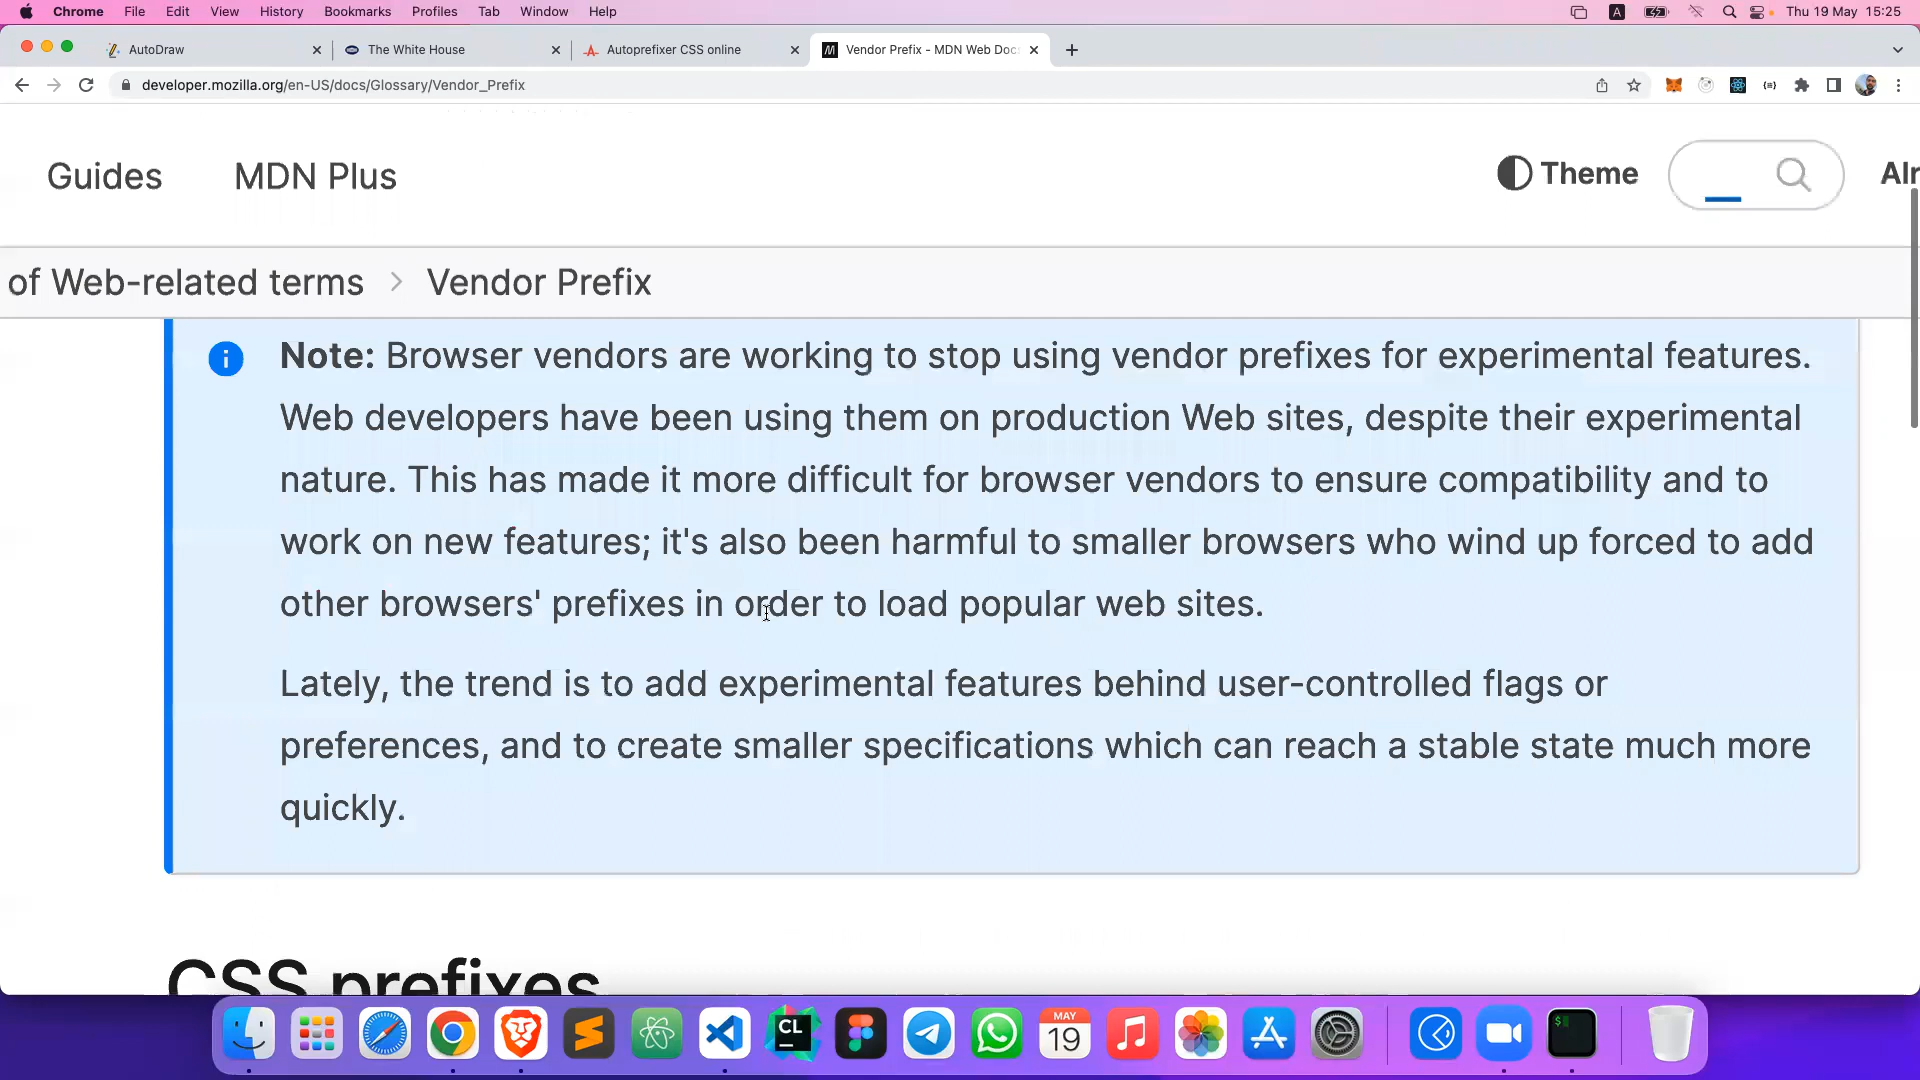 Chrome File Edit View History Bookmarks Profiles Tab Window Help A Thu 19 May 15:25
AutoDraw The White House Autoprefixer CSS online Vendor Prefix - MDN Web Doc
developer.mozilla.org/en-US/docs/Glossary/Vendor_Prefix
Guides MDN Plus Theme Alr
of Web-related terms > Vendor Prefix
Note: Browser vendors are working to stop using vendor prefixes for experimental features.
Web developers have been using them on production Web sites, despite their experimental
nature. This has made it more difficult for browser vendors to ensure compatibility and to
work on new features; it's also been harmful to smaller browsers who wind up forced to add
other browsers' prefixes in order to load popular web sites.
Lately, the trend is to add experimental features behind user-controlled flags or
preferences, and to create smaller specifications which can reach a stable state much more
quickly.
CSS prefixes
CL MAY
19 $